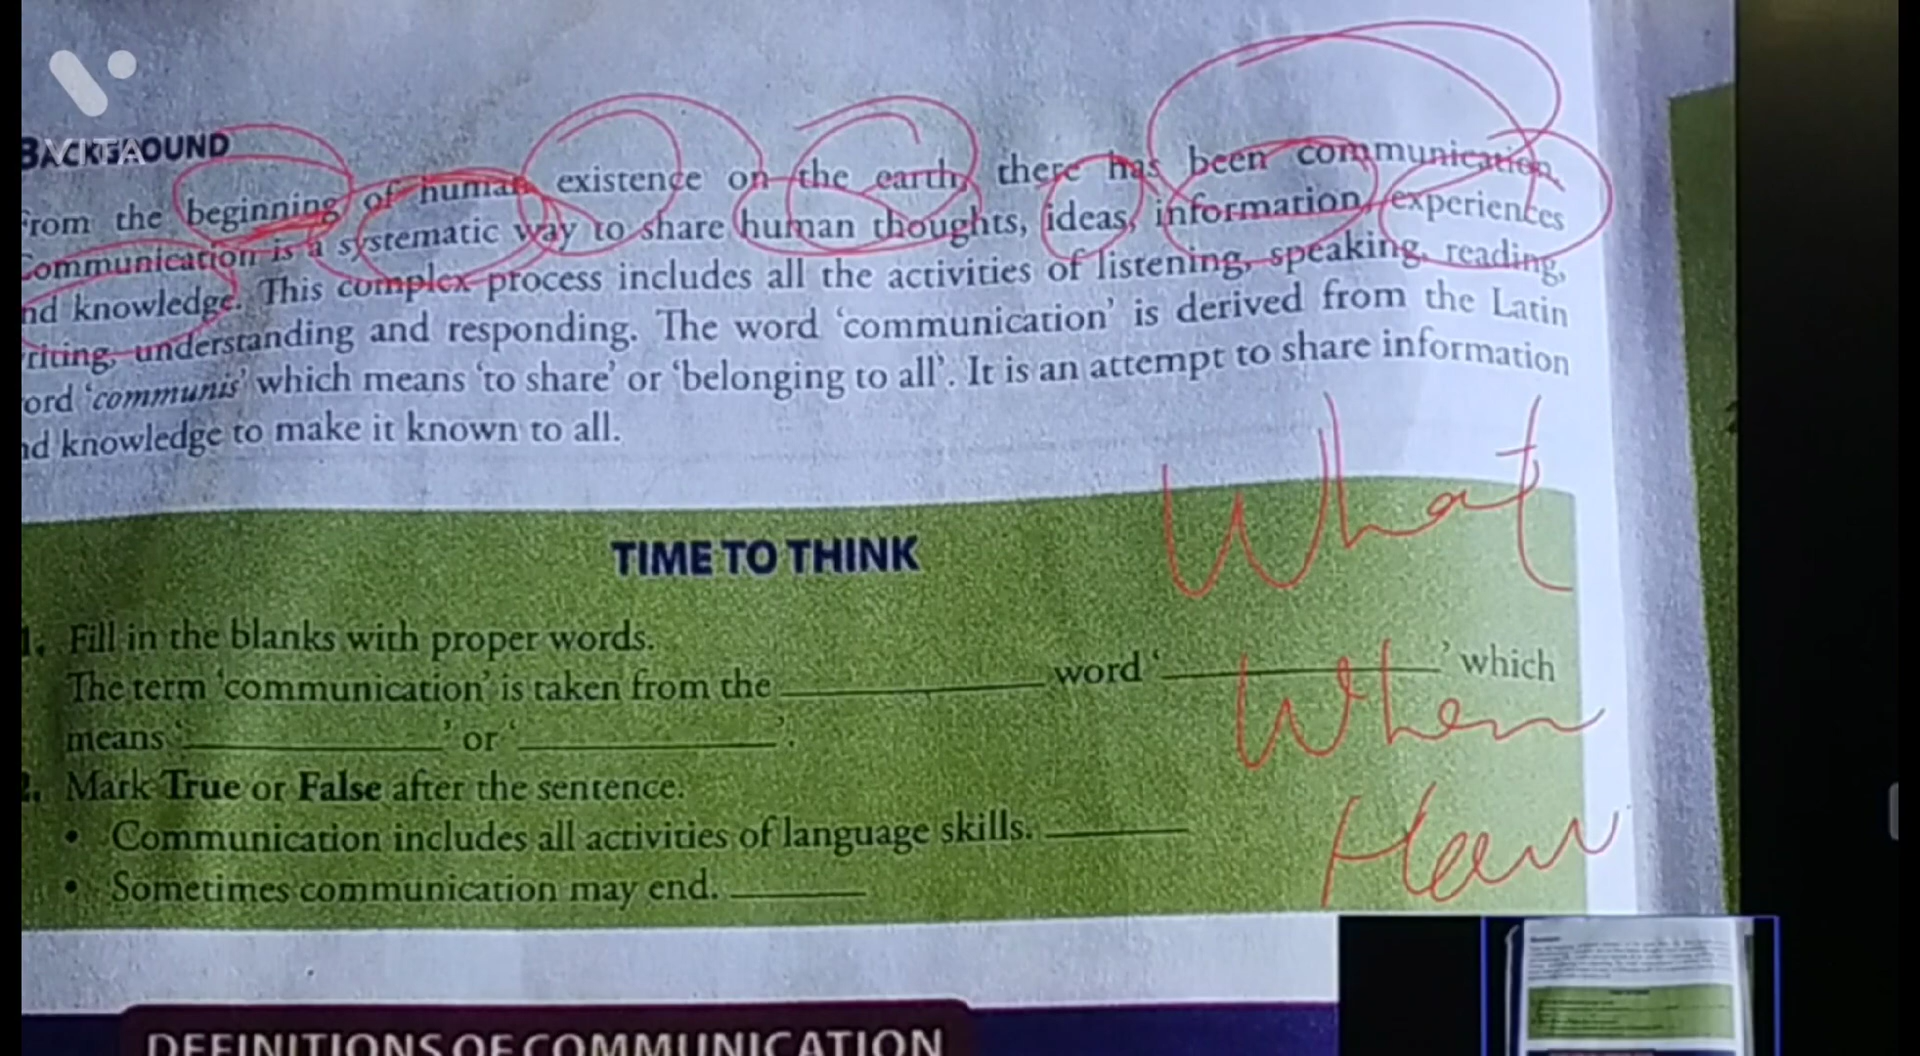 VITA
BACKGROUND
From the beginning of human existence on the earth, there has been communication.
Communication is a systematic way to share human thoughts, ideas, information, experiences
nd knowledge. This complex process includes all the activities of listening, speaking, reading,
riting, understanding and responding. The word ‘communication’ is derived from the Latin
ord ‘communis’ which means ‘to share’ or ‘belonging to all’. It is an attempt to share information
nd knowledge to make it known to all.
What
TIME TO THINK
1. Fill in the blanks with proper words.
The term ‘communication’ is taken from the __________ word ‘__________’ which
means ‘__________’ or ‘__________’.
When
2. Mark True or False after the sentence.
• Communication includes all activities of language skills. ______
• Sometimes communication may end. ______
How
DEFINITIONS OF COMMUNICATION